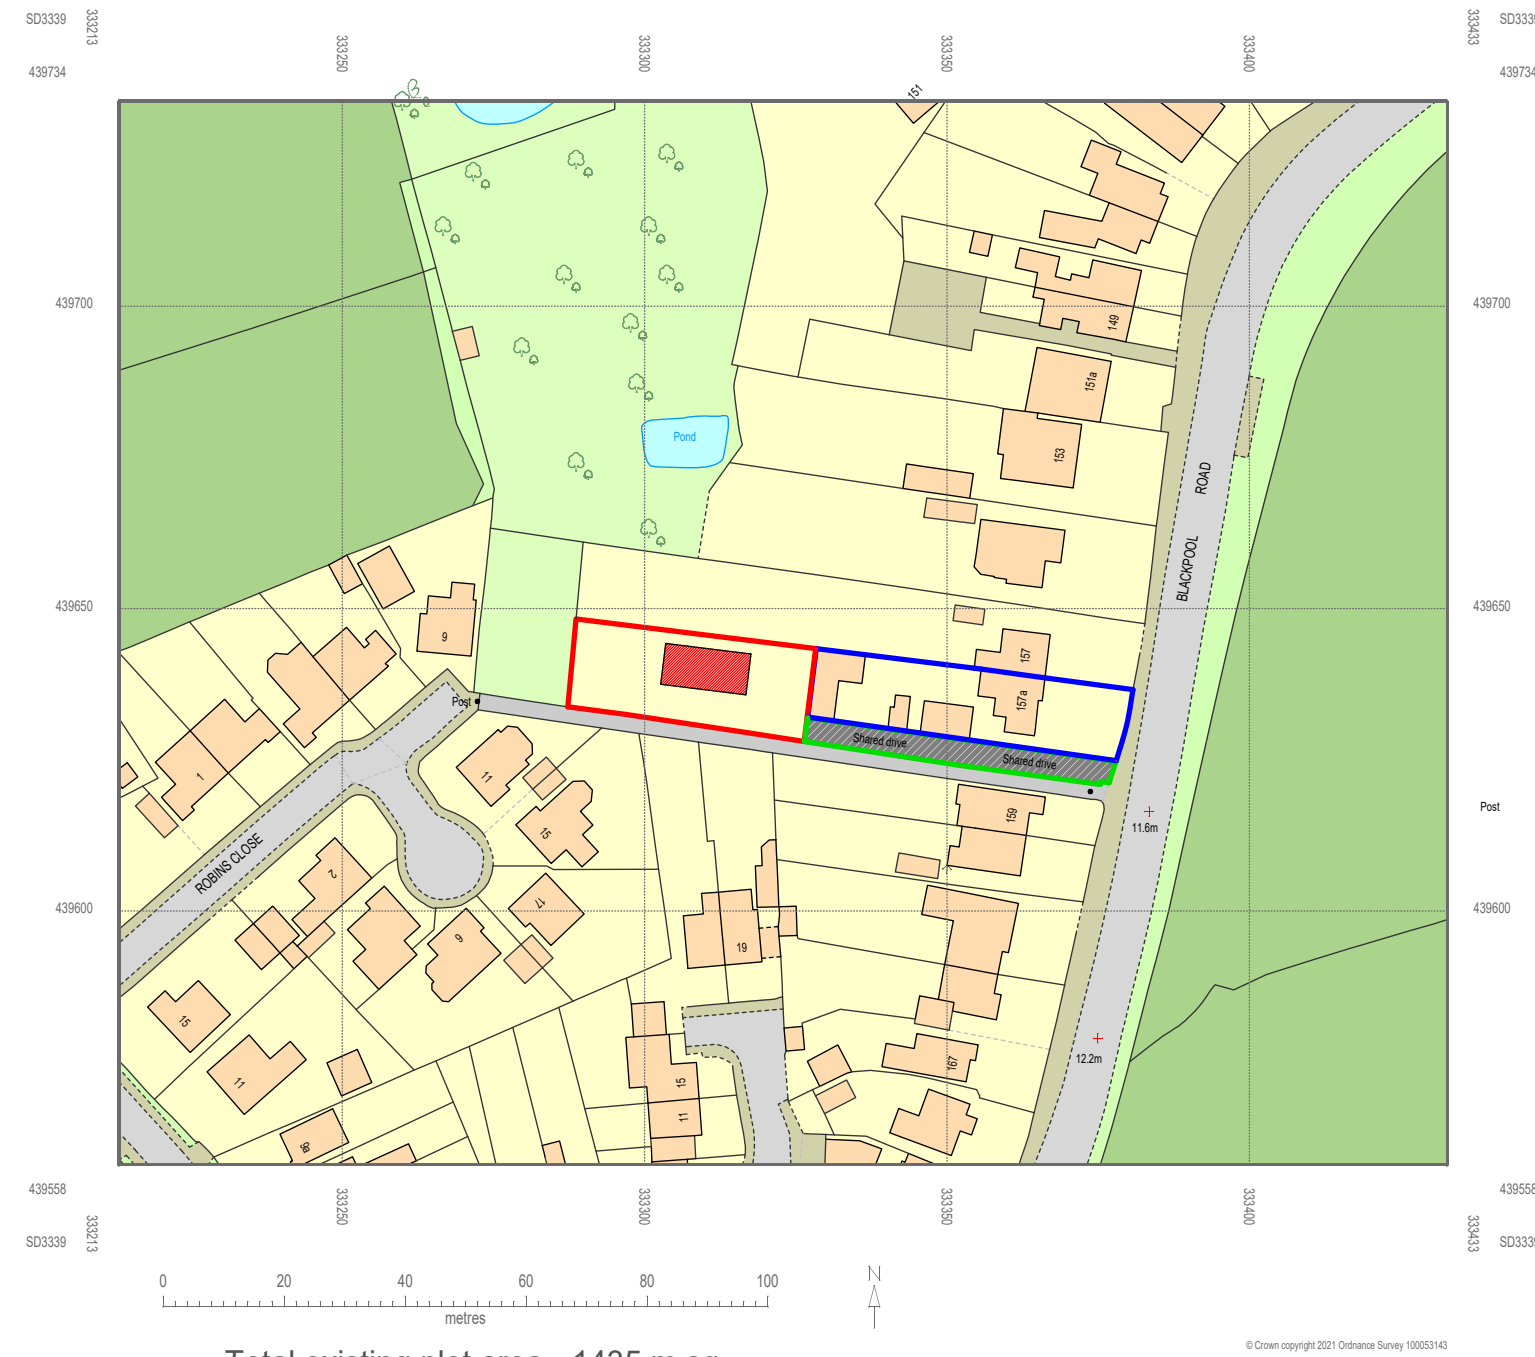 SD3339
333213
333433
SD3339
333250
333300
333350
333400
439734
439734
151
439700
439700
149
151a
153
Pond
ROAD
BLACKPOOL
439650
439650
9
157
157a
Post
Shared drive
Shared drive
1
11
15
159
11.6m
Post
ROBINS CLOSE
2
439600
439600
17
9
19
15
167
12.2m
15
11
11
9a
439558
439558
333250
333300
333350
333400
SD3339
333213
333433
SD3339
0 20 40 60 80 100
metres
N
© Crown copyright 2021 Ordnance Survey 100053143